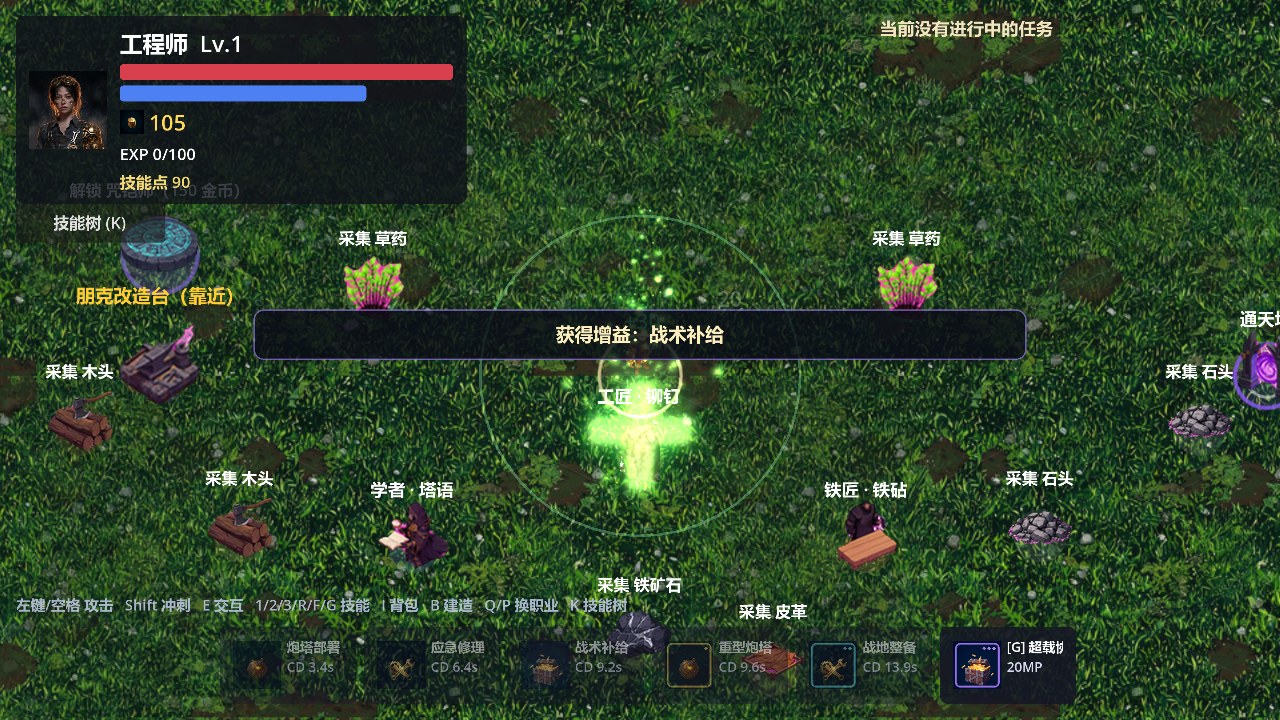 工程师 Lv.1
105
EXP 0/100
技能点 90
技能树 (K)
当前没有进行中的任务
采集 草药
采集 草药
朋克改造台（靠近）
获得增益：战术补给
通天
采集 木头
采集 石头
工匠 · 铆钉
采集 木头
学者 · 塔语
铁匠 · 铁砧
采集 石头
采集 铁矿石
左键/空格 攻击 Shift 冲刺 E 交互 1/2/3/R/F/G 技能 I 背包 B 建造 Q/P 换职业 K 技能树
采集 皮革
炮塔部署
CD 3.4s
应急修理
CD 6.4s
战术补给
CD 9.2s
重型炮塔
CD 9.6s
战地整备
CD 13.9s
[G] 超载
20MP